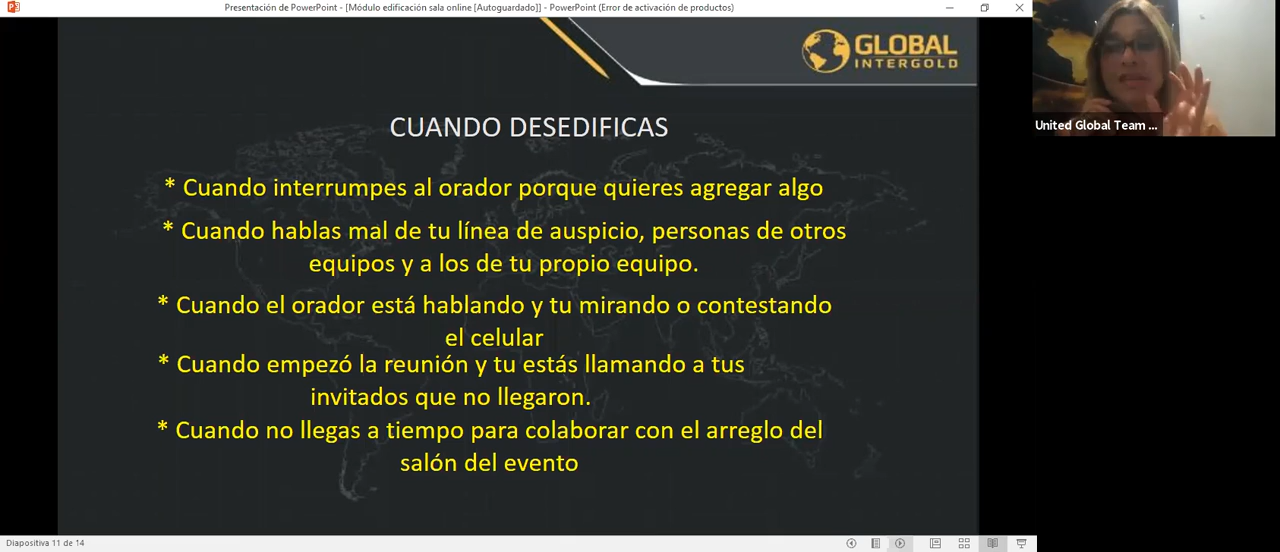 Presentación de PowerPoint - [Módulo edificación sala online [Autoguardado]] - PowerPoint (Error de activación de productos)
GLOBAL
INTERGOLD
United Global Team ...
CUANDO DESEDIFICAS
* Cuando interrumpes al orador porque quieres agregar algo
* Cuando hablas mal de tu línea de auspicio, personas de otros
equipos y a los de tu propio equipo.
* Cuando el orador está hablando y tu mirando o contestando
el celular
* Cuando empezó la reunión y tu estás llamando a tus
invitados que no llegaron.
* Cuando no llegas a tiempo para colaborar con el arreglo del
salón del evento
Diapositiva 11 de 14